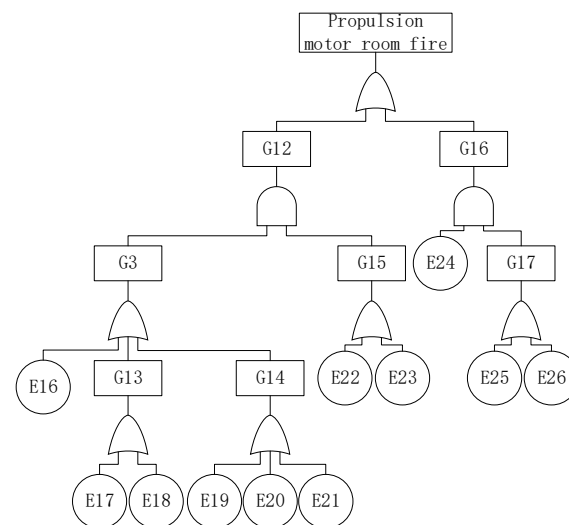 Propulsion
motor room fire
G12
G16
G3
G15
E24
G17
E16
G13
G14
E22
E23
E25
E26
E17
E18
E19
E20
E21